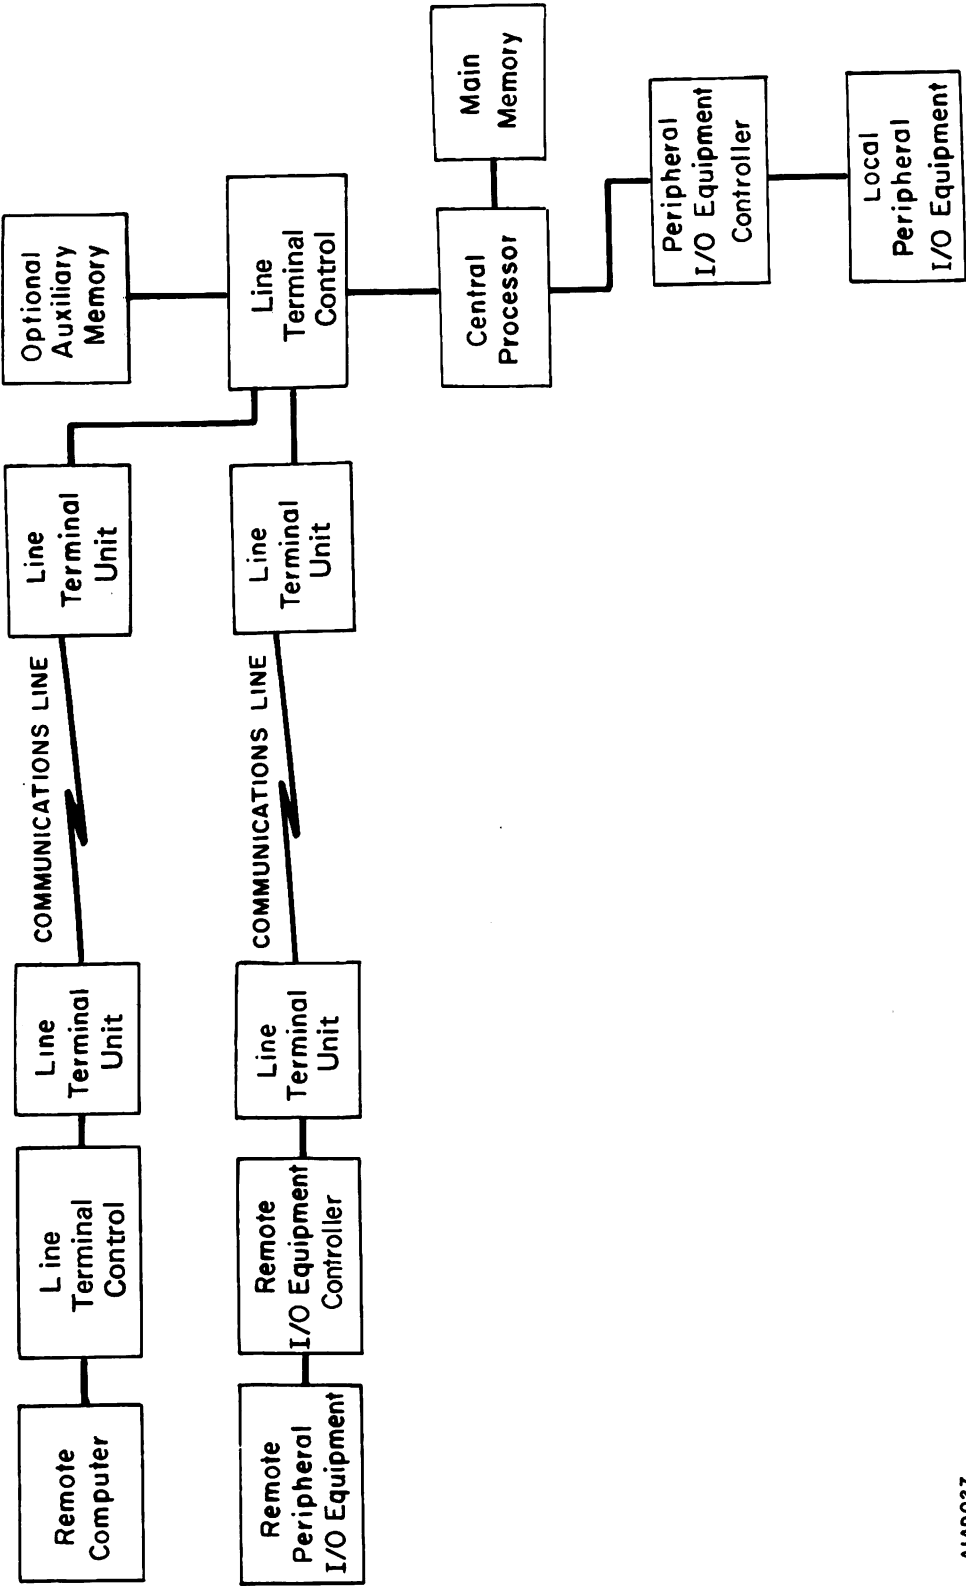 Remote
Computer
Line
Terminal
Control
Line
Terminal
Unit
COMMUNICATIONS LINE
Line
Terminal
Unit
Optional
Auxiliary
Memory
Remote
Peripheral
I/O Equipment
Remote
I/O Equipment
Controller
Line
Terminal
Unit
COMMUNICATIONS LINE
Line
Terminal
Unit
Line
Terminal
Control
Central
Processor
Main
Memory
Peripheral
I/O Equipment
Controller
Local
Peripheral
I/O Equipment